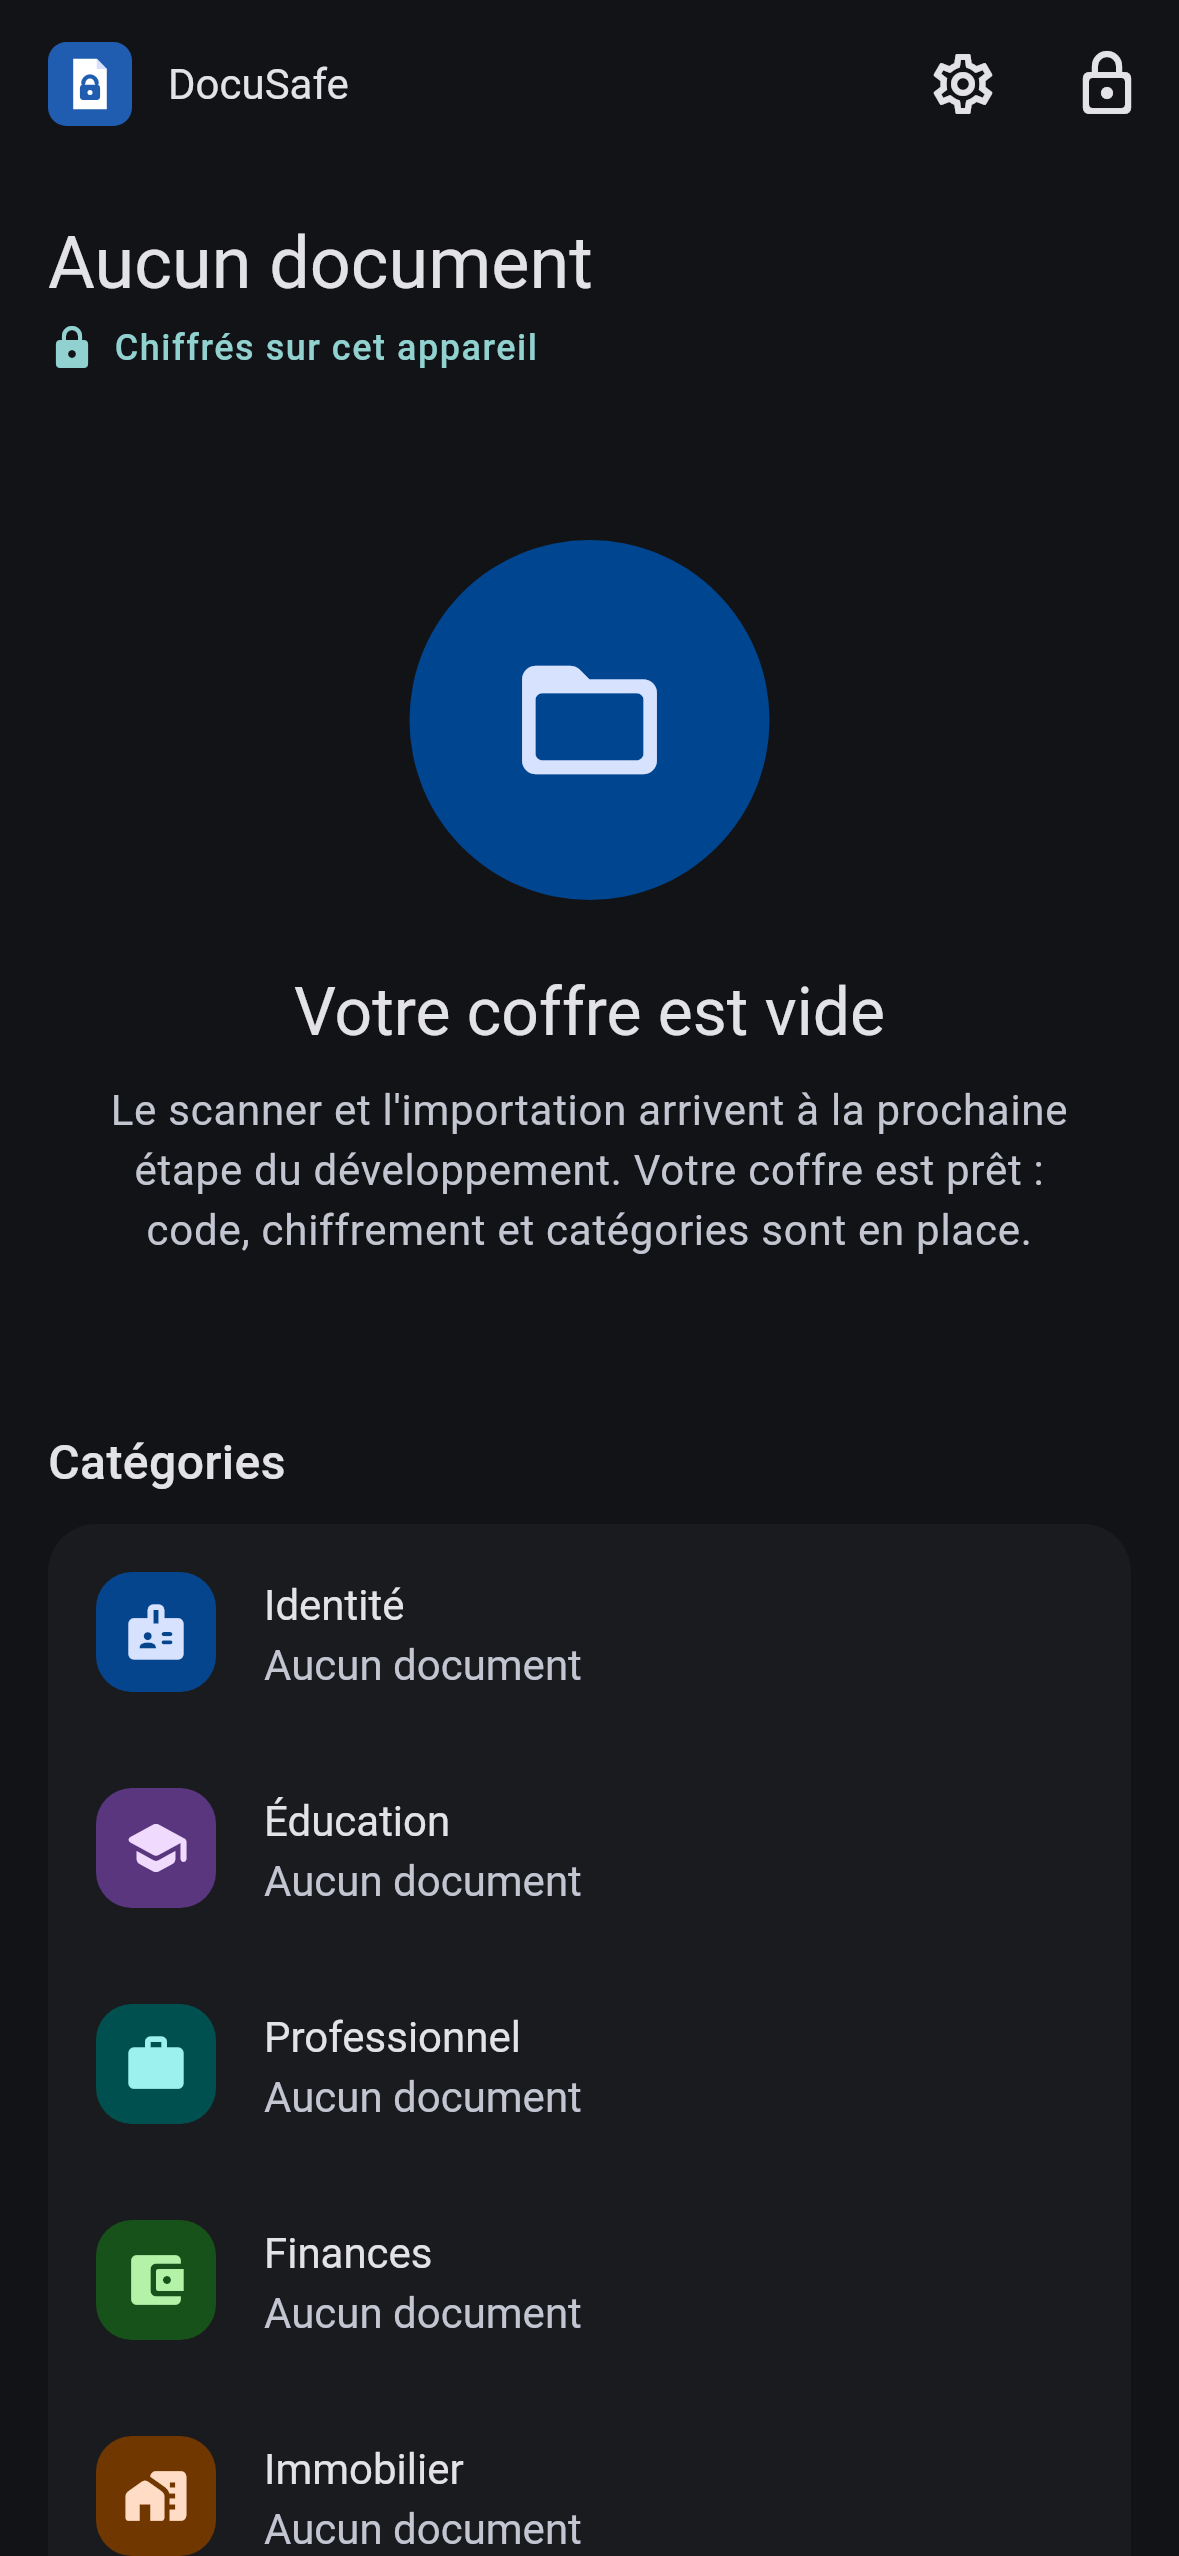 DocuSafe
Aucun document
Chiffrés sur cet appareil
Votre coffre est vide
Le scanner et l'importation arrivent à la prochaine
étape du développement. Votre coffre est prêt :
code, chiffrement et catégories sont en place.
Catégories
Identité
Aucun document
Éducation
Aucun document
Professionnel
Aucun document
Finances
Aucun document
Immobilier
Aucun document